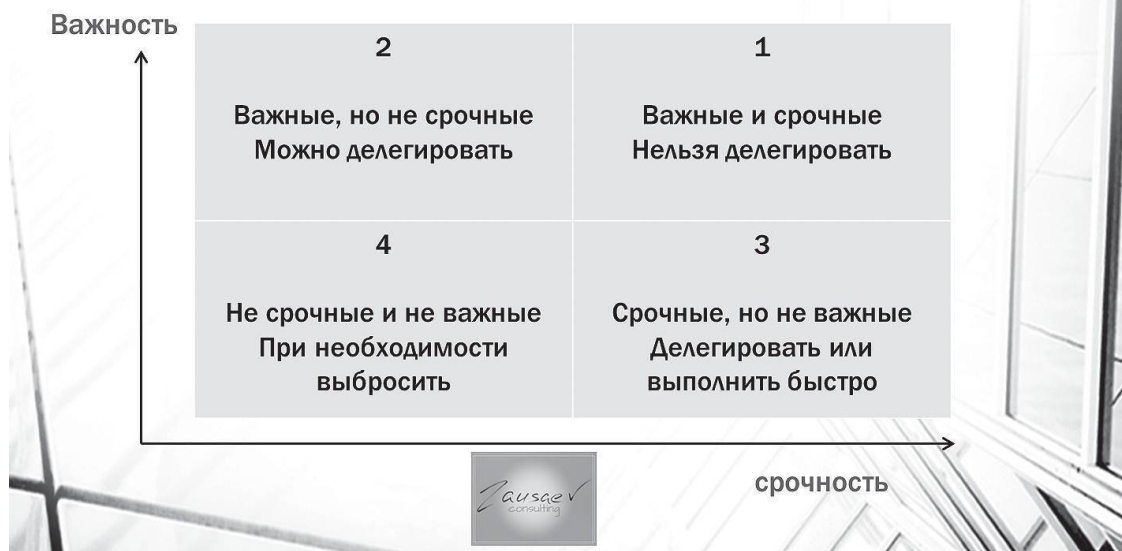 Важность
2
Важные, но не срочные
Можно делегировать
1
Важные и срочные
Нельзя делегировать
4
Не срочные и не важные
При необходимости
выбросить
3
Срочные, но не важные
Делегировать или
выполнить быстро
срочность
Zausaev
consulting